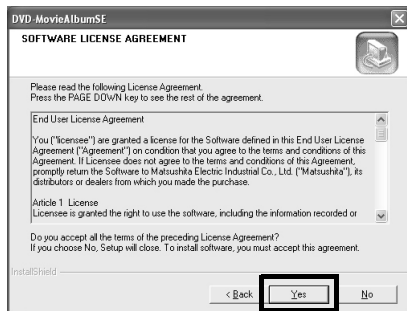 DVD-MovieAlbumSE
SOFTWARE LICENSE AGREEMENT
Please read the following License Agreement.
Press the PAGE DOWN key to see the rest of the agreement.
End User License Agreement
You ("licensee") are granted a license for the Software defined in this End User License
Agreement ("Agreement") on condition that you agree to the terms and conditions of this
Agreement. If Licensee does not agree to the terms and conditions of this Agreement,
promptly return the Software to Matsushita Electric Industrial Co., Ltd. ("Matsushita"), its
distributors or dealers from which you made the purchase.
Article 1 License
Licensee is granted the right to use the software, including the information recorded or
Do you accept all the terms of the preceding License Agreement?
If you choose No, Setup will close. To install software, you must accept this agreement.
InstallShield
< Back Yes No